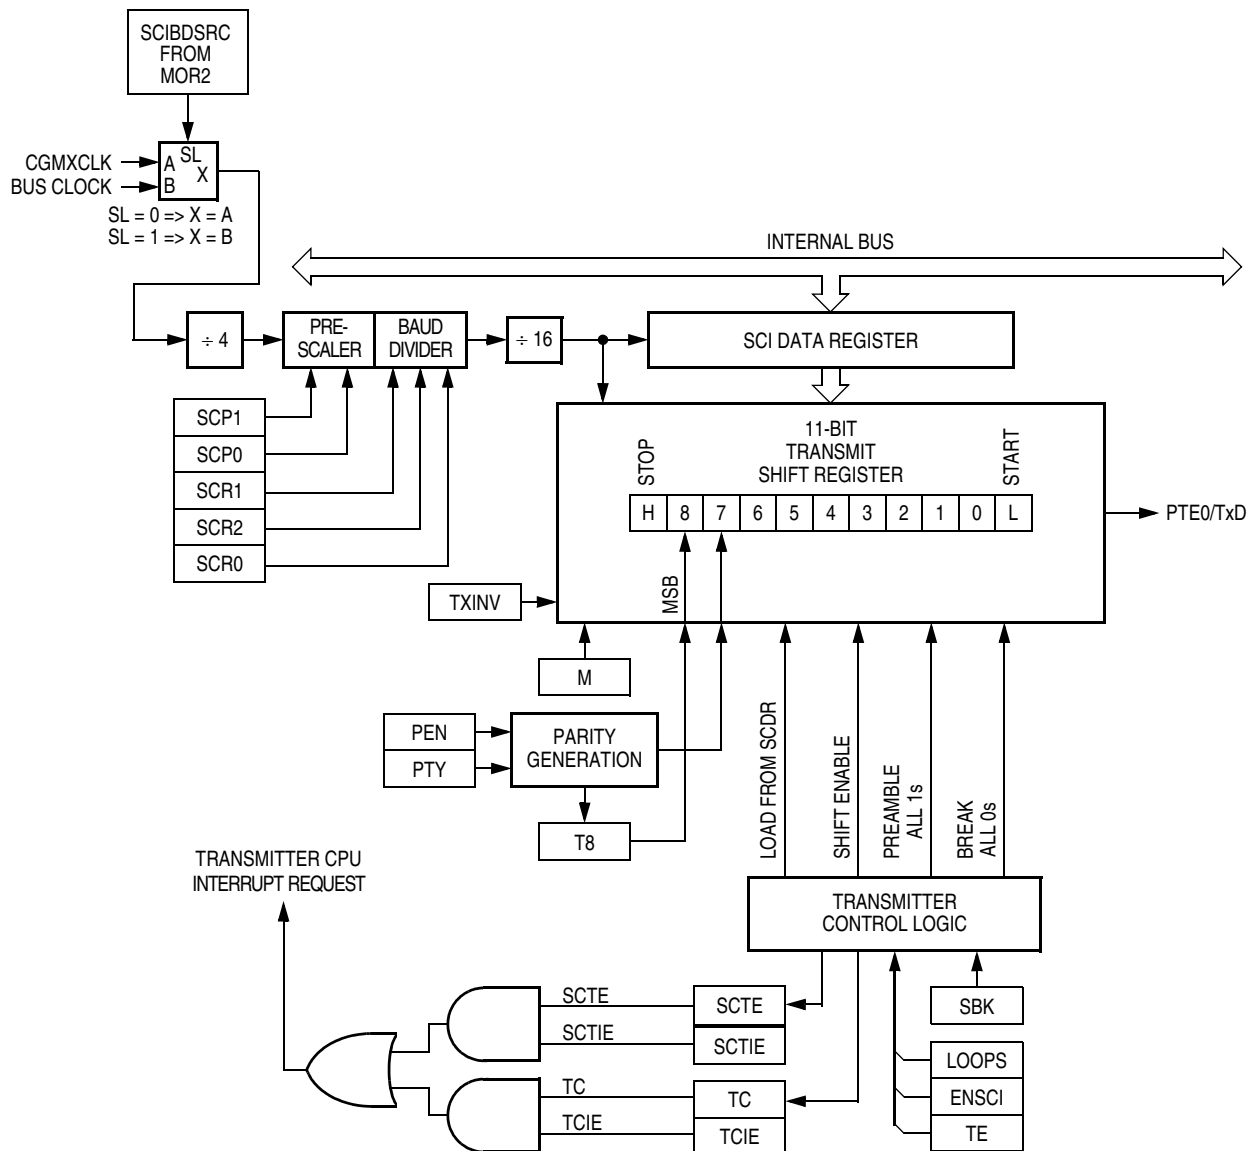 SCIBDSRC
FROM
MOR2
CGMXCLK
BUS CLOCK
SL
A
X
B
SL = 0 => X = A
SL = 1 => X = B
INTERNAL BUS
÷ 4
PRE-
SCALER
BAUD
DIVIDER
÷ 16
SCI DATA REGISTER
SCP1
SCP0
SCR1
SCR2
SCR0
11-BIT
TRANSMIT
SHIFT REGISTER
STOP
START
H 8 7 6 5 4 3 2 1 0 L
PTE0/TxD
MSB
TXINV
M
PEN
PTY
PARITY
GENERATION
T8
LOAD FROM SCDR
SHIFT ENABLE
PREAMBLE
ALL 1s
BREAK
ALL 0s
TRANSMITTER CPU
INTERRUPT REQUEST
TRANSMITTER
CONTROL LOGIC
SCTE
SCTE
SCTIE
SCTIE
TC
TC
TCIE
TCIE
SBK
LOOPS
ENSCI
TE